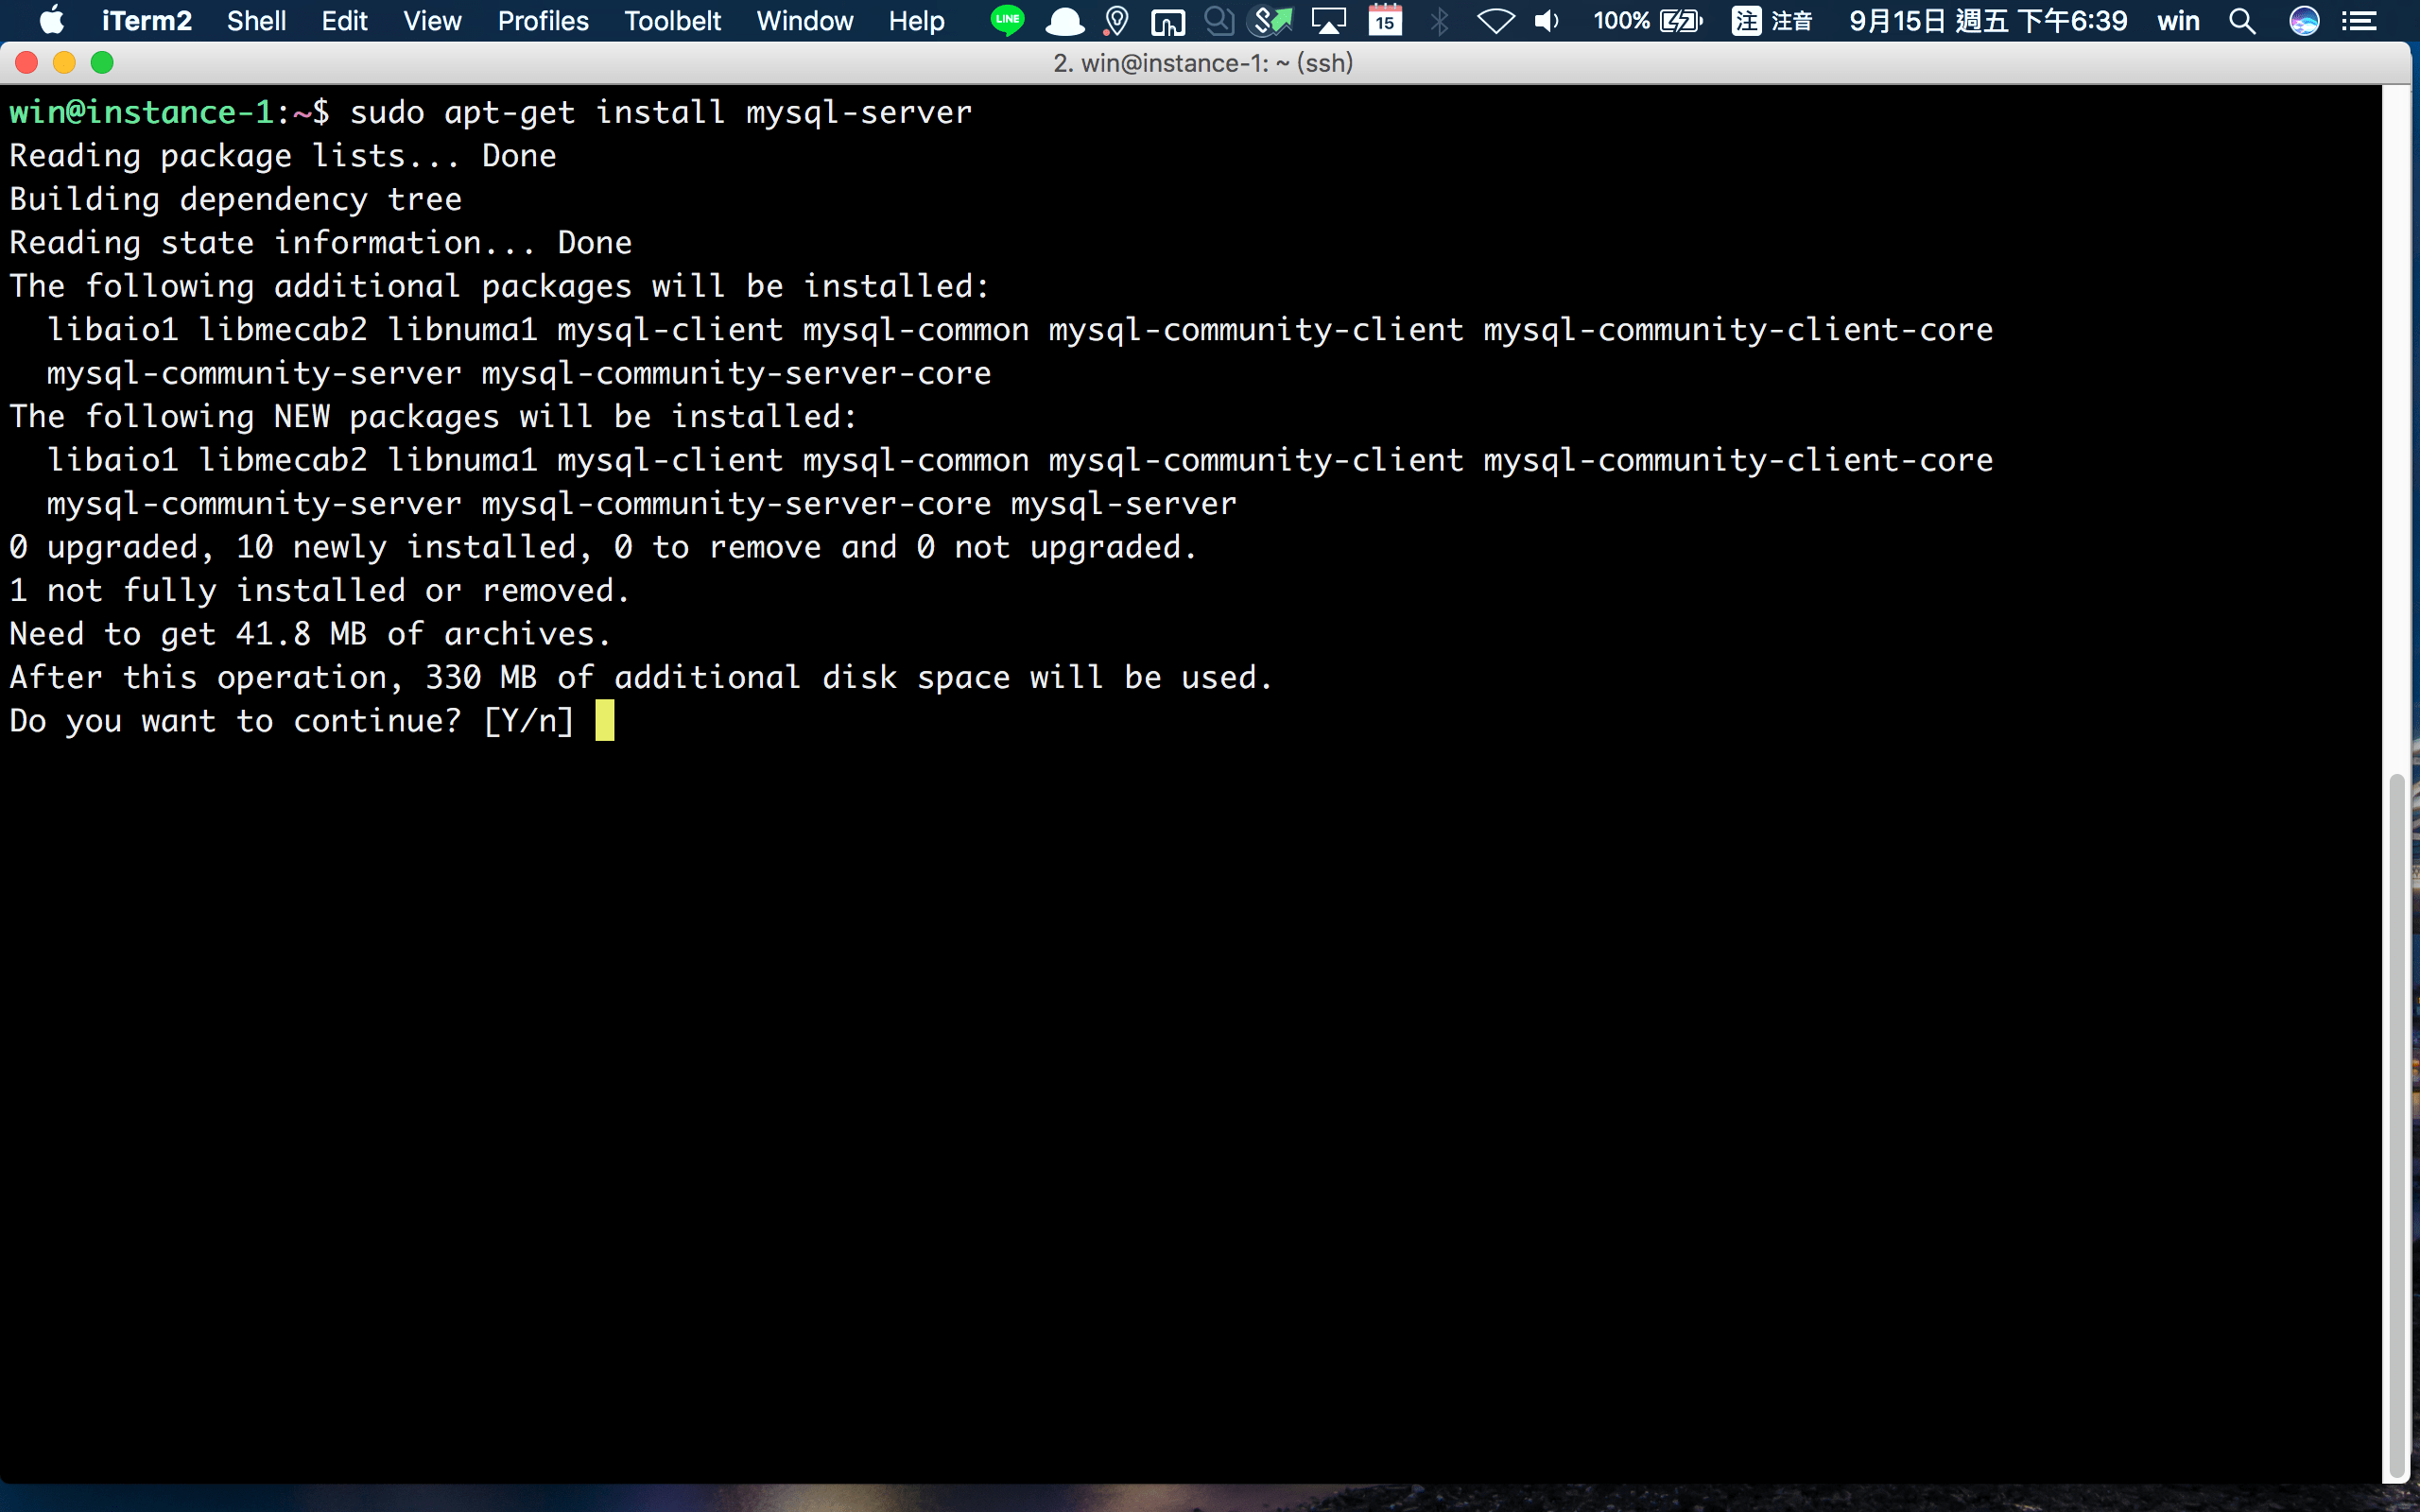 iTerm2 Shell Edit View Profiles Toolbelt Window Help LINE 15 100% 注 注音 9月15日 週五 下午6:39 win
2. win@instance-1: ~ (ssh)
win@instance-1:~$ sudo apt-get install mysql-server
Reading package lists... Done
Building dependency tree
Reading state information... Done
The following additional packages will be installed:
  libaio1 libmecab2 libnuma1 mysql-client mysql-common mysql-community-client mysql-community-client-core
  mysql-community-server mysql-community-server-core
The following NEW packages will be installed:
  libaio1 libmecab2 libnuma1 mysql-client mysql-common mysql-community-client mysql-community-client-core
  mysql-community-server mysql-community-server-core mysql-server
0 upgraded, 10 newly installed, 0 to remove and 0 not upgraded.
1 not fully installed or removed.
Need to get 41.8 MB of archives.
After this operation, 330 MB of additional disk space will be used.
Do you want to continue? [Y/n]